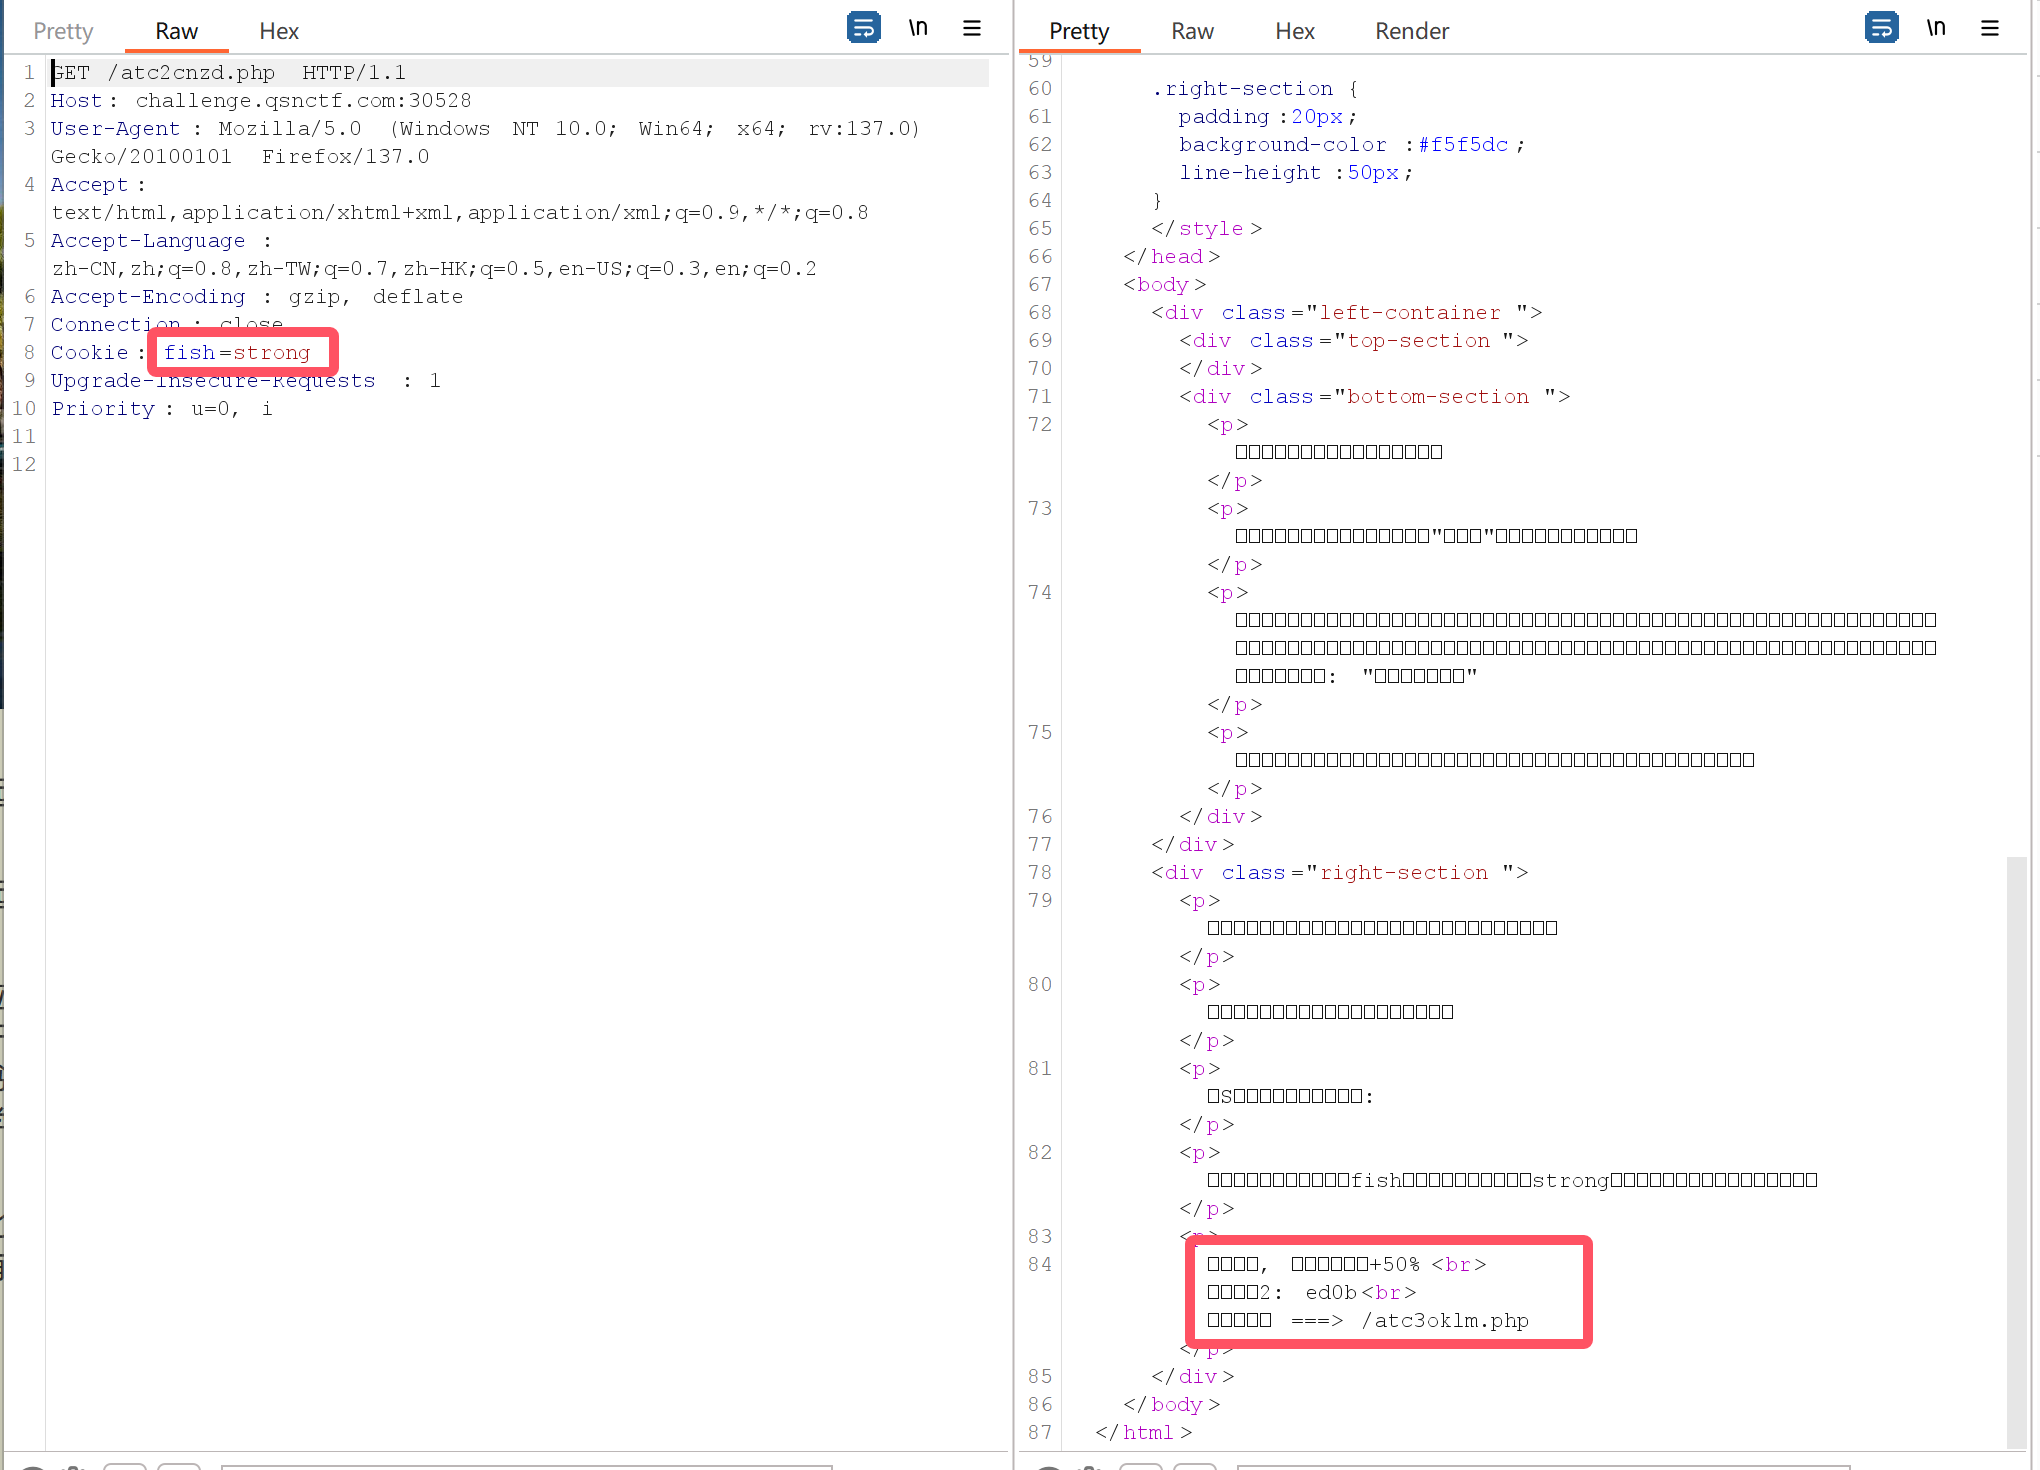 Pretty Raw Hex \n
1 GET /atc2cnzd.php HTTP/1.1
2 Host: challenge.qsnctf.com:30528
3 User-Agent: Mozilla/5.0 (Windows NT 10.0; Win64; x64; rv:137.0)
Gecko/20100101 Firefox/137.0
4 Accept:
text/html,application/xhtml+xml,application/xml;q=0.9,*/*;q=0.8
5 Accept-Language:
zh-CN,zh;q=0.8,zh-TW;q=0.7,zh-HK;q=0.5,en-US;q=0.3,en;q=0.2
6 Accept-Encoding: gzip, deflate
7 Connection: close
8 Cookie: fish=strong
9 Upgrade-Insecure-Requests: 1
10 Priority: u=0, i
11
12
Pretty Raw Hex Render \n
59
60 .right-section {
61 padding:20px;
62 background-color:#f5f5dc;
63 line-height:50px;
64 }
65 </style>
66 </head>
67 <body>
68 <div class="left-container">
69 <div class="top-section">
70 </div>
71 <div class="bottom-section">
72 <p>
</p>
73 <p>
" "
</p>
74 <p>
: " "
</p>
75 <p>
</p>
76 </div>
77 </div>
78 <div class="right-section">
79 <p>
</p>
80 <p>
</p>
81 <p>
S :
</p>
82 <p>
fish strong
</p>
83 <p>
84 , +50% <br>
2: ed0b<br>
===> /atc3oklm.php
</p>
85 </div>
86 </body>
87 </html>